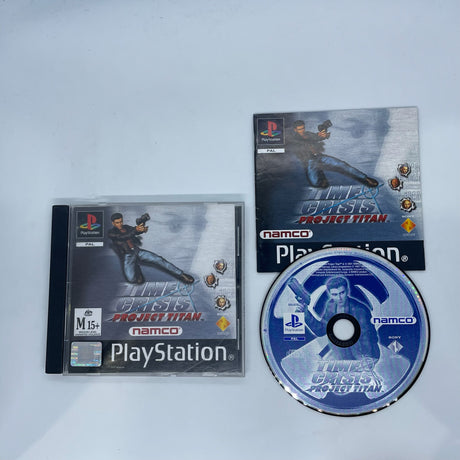 PlayStation
PAL
TIME
CRISIS
PROJECT TITAN
namco
PlayStation
PlayStation
PAL
TIME
CRISIS
PROJECT TITAN
M 15+
namco
PlayStation
namco
PAL
SONY
TIME
CRISIS
PROJECT TITAN